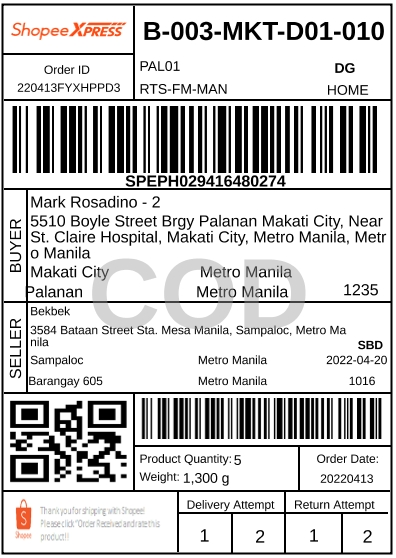 Shopee XPRESS
B-003-MKT-D01-010
Order ID
220413FYXHPPD3
PAL01
DG
RTS-FM-MAN
HOME
SPEPH029416480274
BUYER
Mark Rosadino - 2
5510 Boyle Street Brgy Palanan Makati City, Near
St. Claire Hospital, Makati City, Metro Manila, Metr
o Manila
Makati City Metro Manila
Palanan Metro Manila 1235
COD
SELLER
Bekbek
3584 Bataan Street Sta. Mesa Manila, Sampaloc, Metro Ma
nila
SBD
Sampaloc Metro Manila 2022-04-20
Barangay 605 Metro Manila 1016
Product Quantity: 5
Weight: 1,300 g
Order Date:
20220413
Shopee
Thank you for shipping with Shopee!
Please click "Order Received and rate this
product!!
Delivery Attempt Return Attempt
1 2 1 2